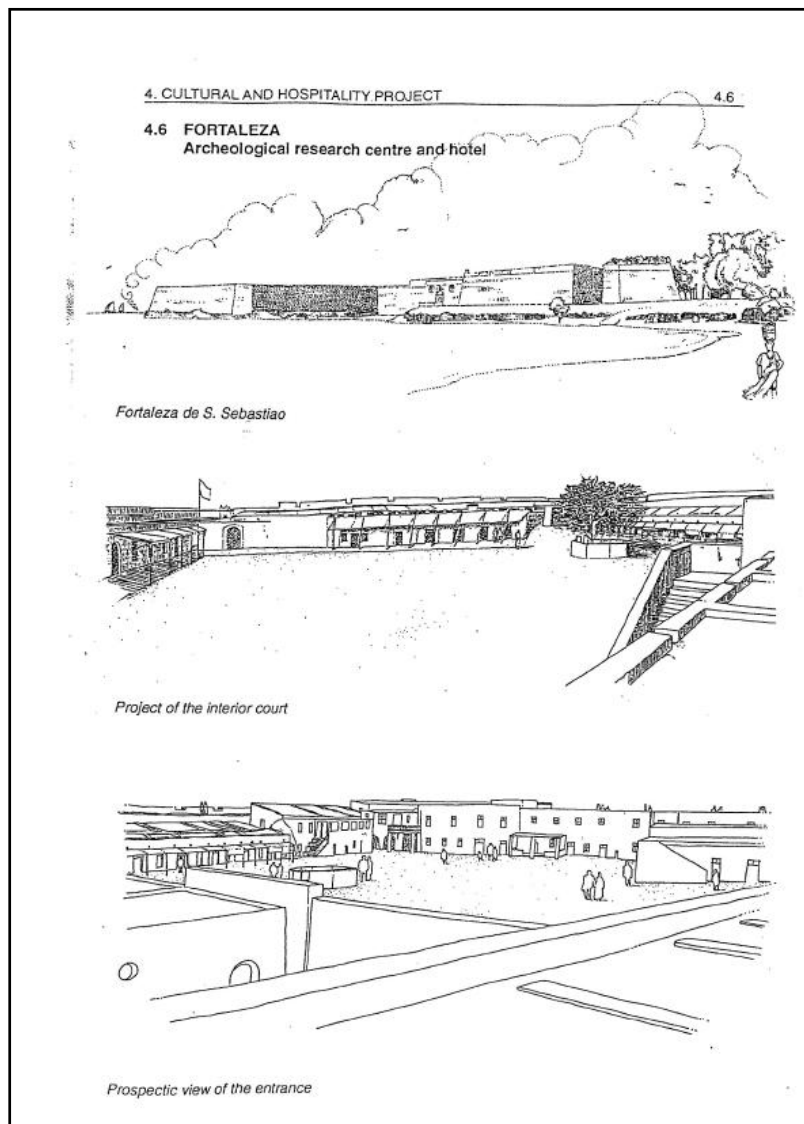 4. CULTURAL AND HOSPITALITY PROJECT 4.6
4.6 FORTALEZA
Archeological research centre and hotel
Fortaleza de S. Sebastiao
Project of the interior court
Prospectic view of the entrance